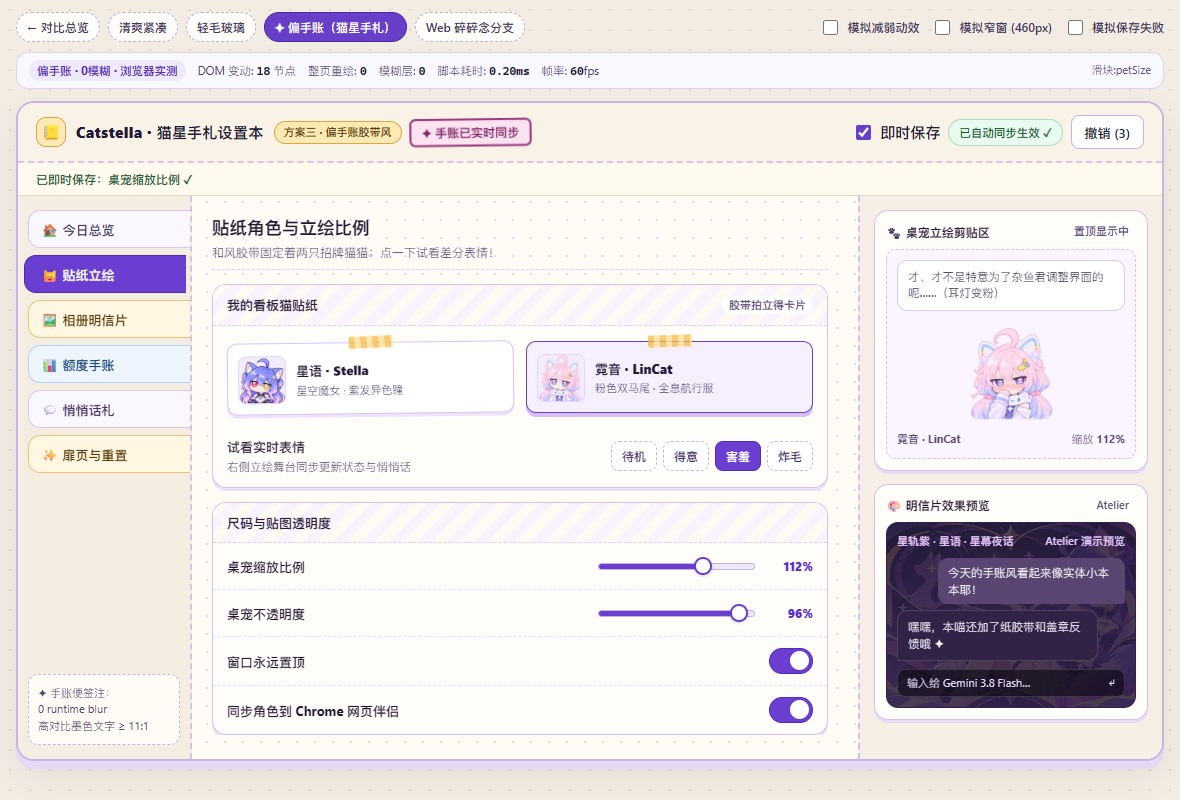 ← 对比总览
清爽紧凑
轻毛玻璃
✦ 偏手账（猫星手札）
Web 碎碎念分支
模拟减弱动效
模拟窄窗 (460px)
模拟保存失败
偏手账 · 0模糊 · 浏览器实测
DOM 变动: 18 节点
整页重绘: 0
模糊层: 0
脚本耗时: 0.20ms
帧率: 60fps
滑块:petSize
Catstella · 猫星手札设置本
方案三 · 偏手账胶带风
✦ 手账已实时同步
即时保存
已自动同步生效 ✓
撤销 (3)
已即时保存：桌宠缩放比例 ✓
今日总览
贴纸立绘
相册明信片
额度手账
悄悄话札
扉页与重置
✦ 手账便签注:
0 runtime blur
高对比墨色文字 ≥ 11:1
贴纸角色与立绘比例
和风胶带固定着两只招牌猫猫；点一下试看差分表情！
我的看板猫贴纸
胶带拍立得卡片
星语 · Stella
星空魔女 · 紫发异色瞳
霓音 · LinCat
粉色双马尾 · 全息航行服
试看实时表情
右侧立绘舞台同步更新状态与悄悄话
待机
得意
害羞
炸毛
尺码与贴图透明度
桌宠缩放比例
112%
桌宠不透明度
96%
窗口永远置顶
同步角色到 Chrome 网页伴侣
桌宠立绘剪贴区
置顶显示中
才、才不是特意为了杂鱼君调整界面的
呢……（耳灯变粉）
霓音 · LinCat
缩放 112%
明信片效果预览
Atelier
星轨紫 · 星语 · 星幕夜话
Atelier 演示预览
今天的手账风看起来像实体小本
本耶！
嘿嘿，本喵还加了纸胶带和盖章反
馈哦 ✦
输入给 Gemini 3.8 Flash...
↵